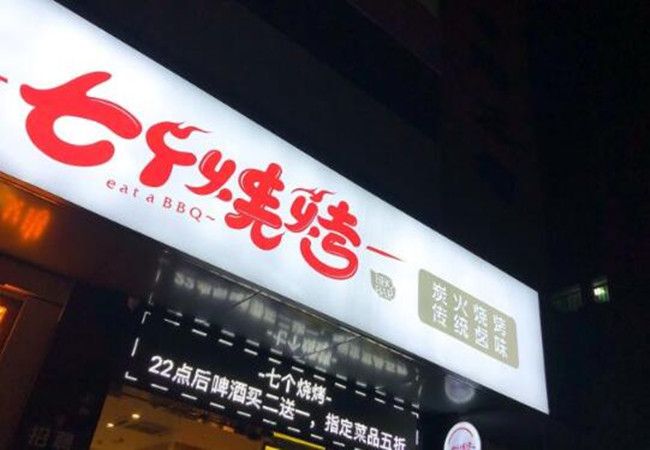 七个烧烤
eat a BBQ~
炭火烧烤
传统卤味
-七个烧烤-
22点后啤酒买二送一，指定菜品五折